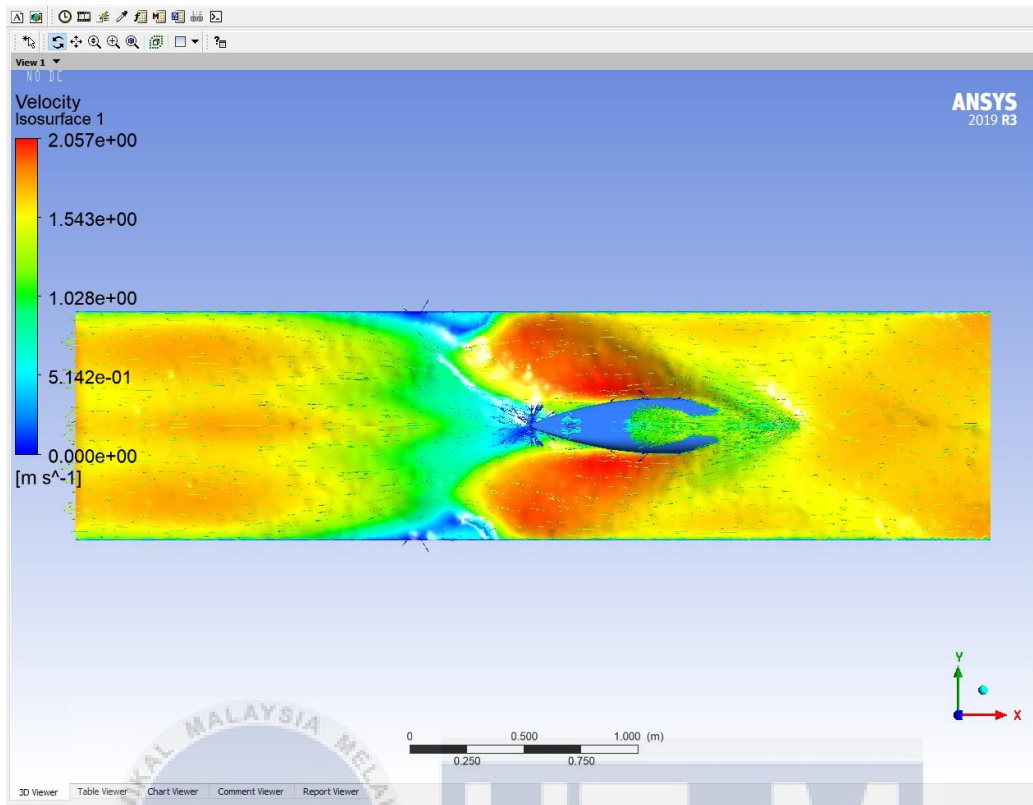 View 1
NO DC
Velocity
Isosurface 1
2.057e+00
1.543e+00
1.028e+00
5.142e-01
0.000e+00
[m s^-1]
ANSYS
2019 R3
Y
X
0 0.500 1.000 (m)
0.250 0.750
MALAYSIA
3D Viewer Table Viewer Chart Viewer Comment Viewer Report Viewer